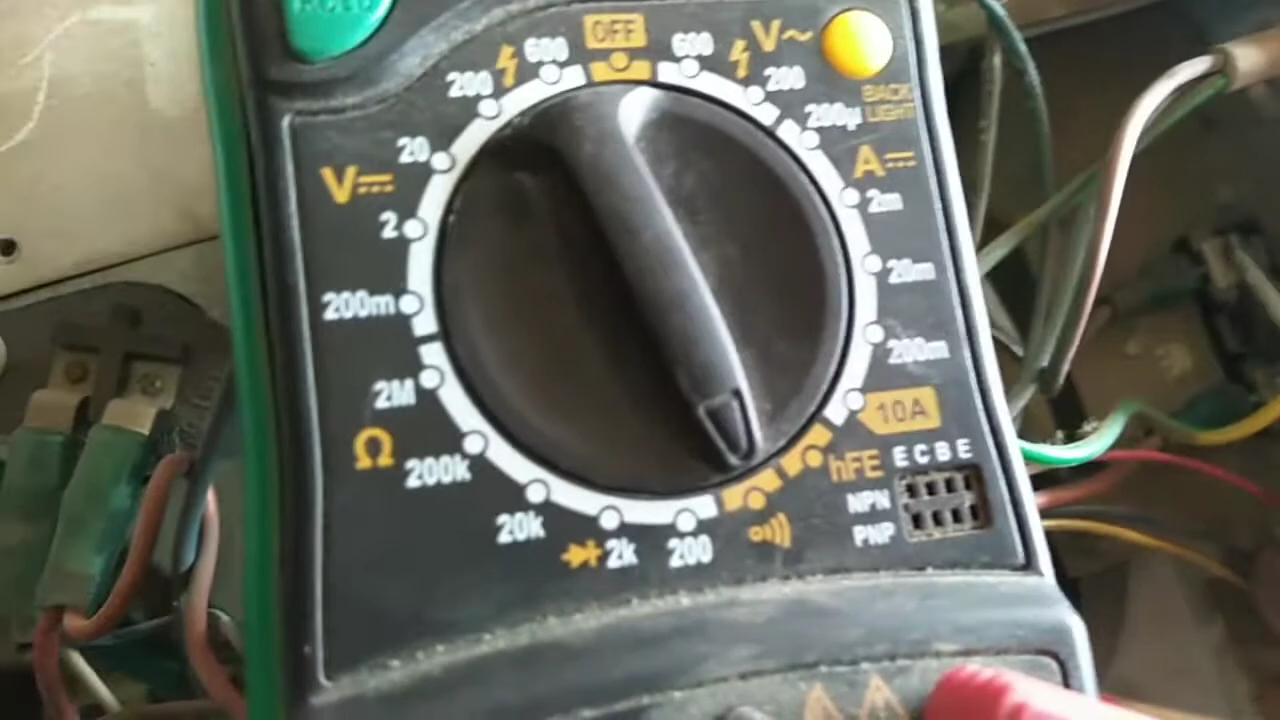 HOLD
OFF
600
600
V~
200
200
BACK
LIGHT
200µ
20
A
V
2m
2
20m
200m
200m
2M
10A
Ω
200k
hFE
E C B E
NPN
PNP
20k
2k
200